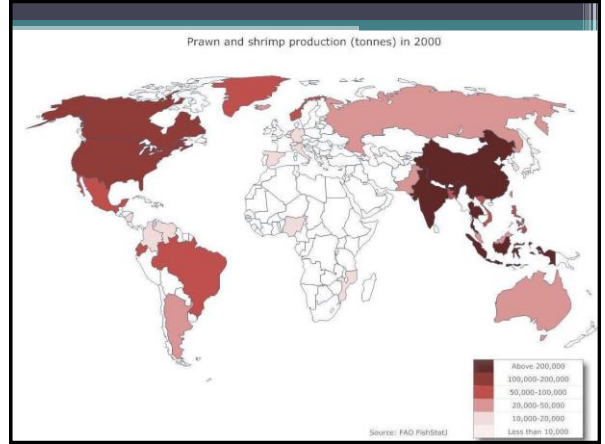 Prawn and shrimp production (tonnes) in 2000
Above 200,000
100,000-200,000
50,000-100,000
20,000-50,000
10,000-20,000
Less than 10,000
Source: FAO FishStatJ